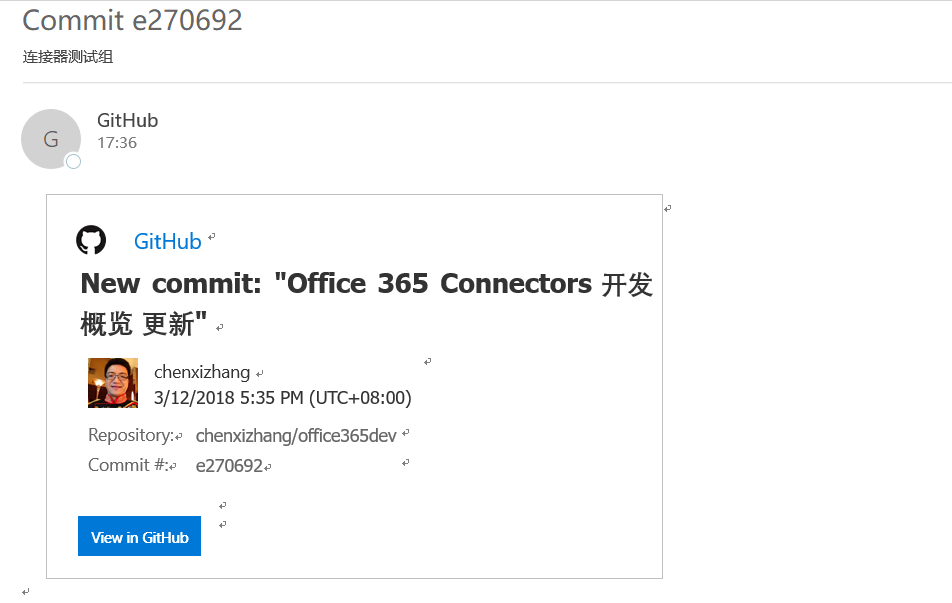 Commit e270692
连接器测试组
G
GitHub
17:36
GitHub
New commit: "Office 365 Connectors 开发
概览 更新"
chenxizhang
3/12/2018 5:35 PM (UTC+08:00)
Repository: chenxizhang/office365dev
Commit #: e270692
View in GitHub